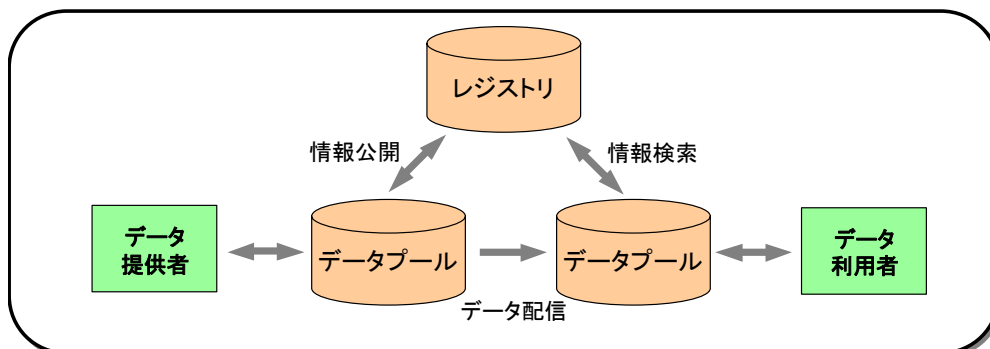 レジストリ
情報公開
情報検索
データ
提供者
データプール
データプール
データ
利用者
データ配信